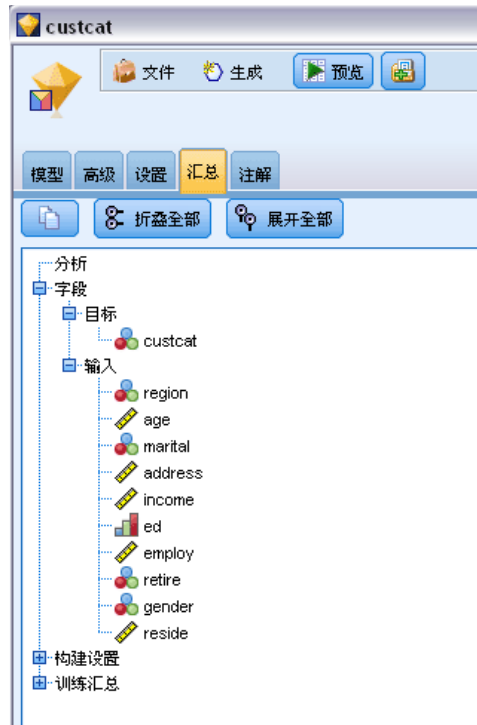 custcat
文件 生成 预览
模型 高级 设置 汇总 注解
折叠全部 展开全部
分析
字段
目标
custcat
输入
region
age
marital
address
income
ed
employ
retire
gender
reside
构建设置
训练汇总